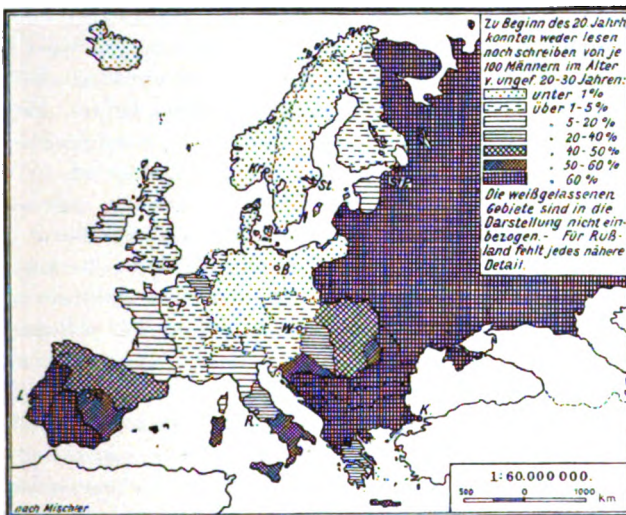 Zu Beginn des 20 Jahrh
konnten weder lesen
noch schreiben von je
100 Männern im Alter
v. ungef. 20-30 Jahren:
unter 1%
über 1-5%
„ 5-20%
„ 20-40%
„ 40-50%
„ 50-60%
„ 60%
Die weißgelassenen
Gebiete sind in die
Darstellung nicht ein-
bezogen.- Für Ruß-
land fehlt jedes nähere
Detail.
Kr.
St.
B.
P.
W.
L
R.
K.
1:60.000 000.
500 0 1000 km
nach Mischler